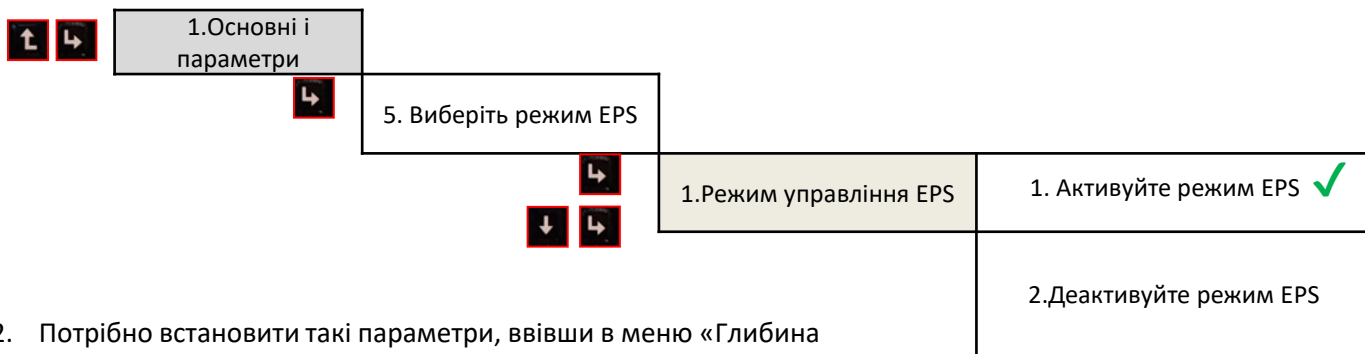 1.Основні і
параметри
5. Виберіть режим EPS
1.Режим управління EPS
1. Активуйте режим EPS
2.Деактивуйте режим EPS
2. Потрібно встановити такі параметри, ввівши в меню «Глибина